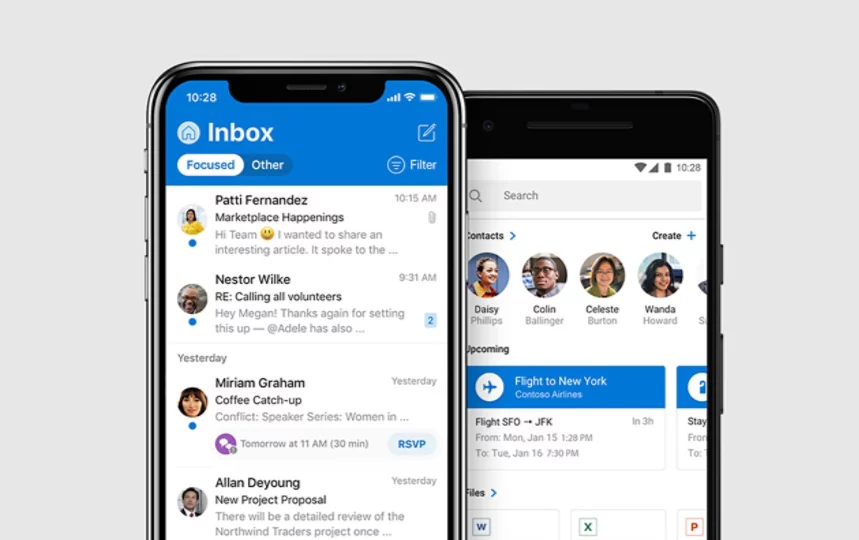 10:28
Inbox
Focused
Other
Filter
Patti Fernandez
10:15 AM
Marketplace Happenings
Hi Team 😃 I wanted to share an
interesting article. It spoke to the ...
Nestor Wilke
9:31 AM
RE: Calling all volunteers
Hey Megan! Thanks again for setting
this up — @Adele has also ...
2
Yesterday
Miriam Graham
Yesterday
Coffee Catch-up
Conflict: Speaker Series: Women in ...
Tomorrow at 11 AM (30 min)
RSVP
Allan Deyoung
Yesterday
New Project Proposal
There will be a detailed review of the
Northwind Traders project once ...
10:28
Search
Contacts
Create +
Daisy
Phillips
Colin
Ballinger
Celeste
Burton
Wanda
Howard
S
Upcoming
Flight to New York
Contoso Airlines
Flight SFO → JFK
In 3h
From: Mon, Jan 15 1:28 PM
To: Tue, Jan 16 7:30 PM
Stay
From:
To:
Files
W
X
P